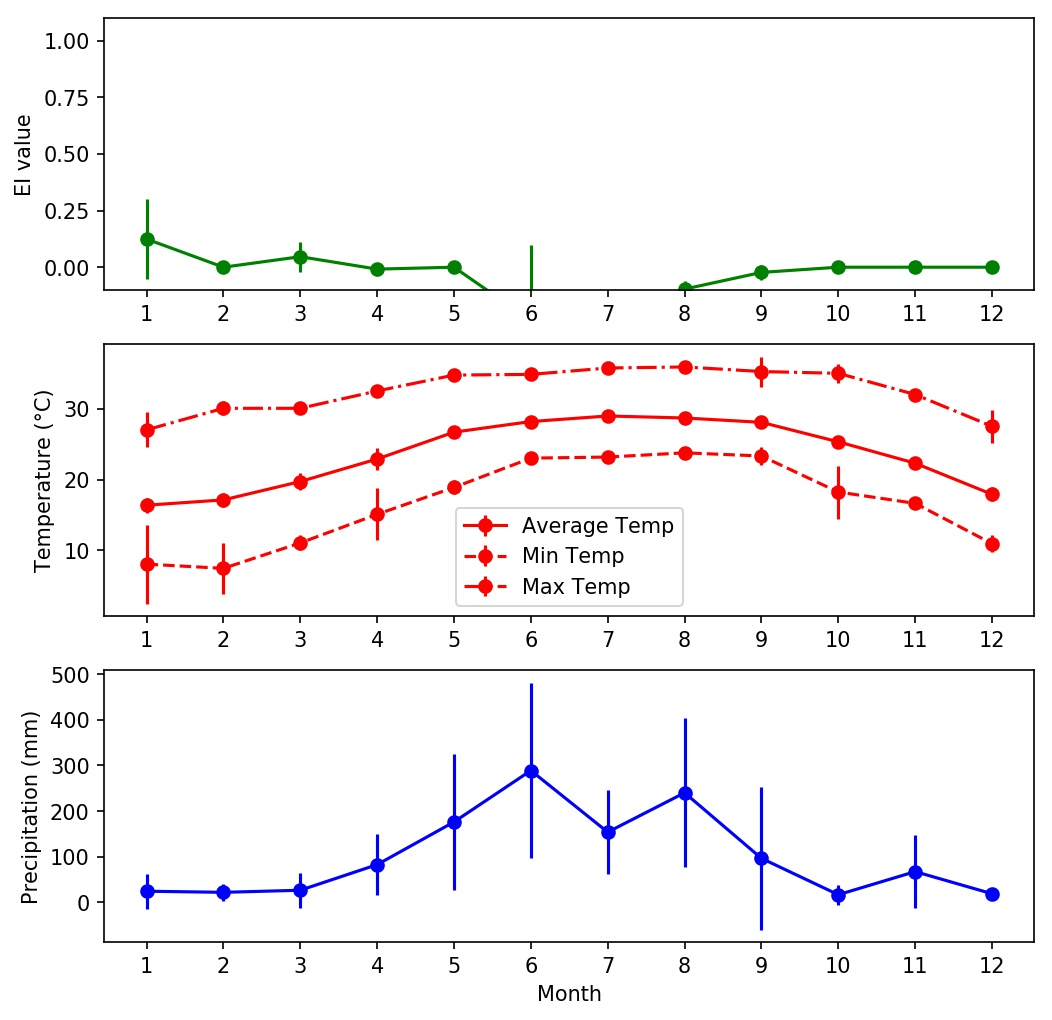 1.00
0.75
0.50
0.25
0.00
EI value
1 2 3 4 5 6 7 8 9 10 11 12
30
20
10
Temperature (°C)
Average Temp
Min Temp
Max Temp
1 2 3 4 5 6 7 8 9 10 11 12
500
400
300
200
100
0
Precipitation (mm)
1 2 3 4 5 6 7 8 9 10 11 12
Month